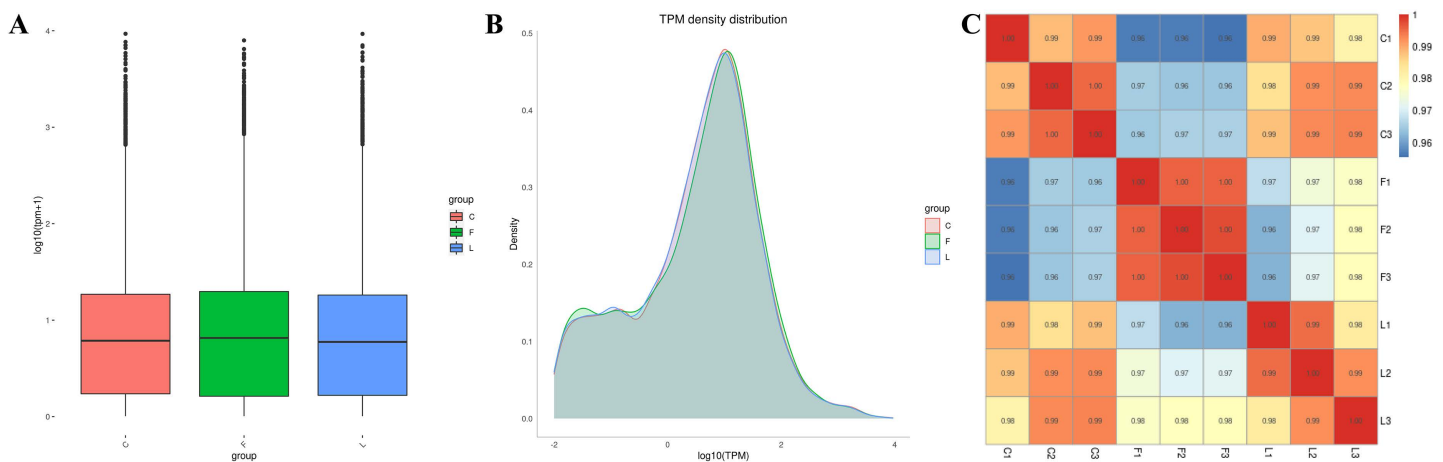 A
4
3
2
1
0
log10(tpm+1)
C
F
L
group
group
C
F
L
B
TPM density distribution
0.5
0.4
0.3
0.2
0.1
0.0
Density
-2
0
2
4
log10(TPM)
group
C
F
L
C
1.00 0.99 0.99 0.96 0.96 0.96 0.99 0.99 0.98 C1
0.99 1.00 1.00 0.97 0.96 0.96 0.98 0.99 0.99 C2
0.99 1.00 1.00 0.96 0.97 0.97 0.99 0.99 0.99 C3
0.96 0.97 0.96 1.00 1.00 1.00 0.97 0.97 0.98 F1
0.96 0.96 0.97 1.00 1.00 1.00 0.96 0.97 0.98 F2
0.96 0.96 0.97 1.00 1.00 1.00 0.96 0.97 0.98 F3
0.99 0.98 0.99 0.97 0.96 0.96 1.00 0.99 0.98 L1
0.99 0.99 0.99 0.97 0.97 0.97 0.99 1.00 0.99 L2
0.98 0.99 0.99 0.98 0.98 0.98 0.98 0.99 1.00 L3
C1 C2 C3 F1 F2 F3 L1 L2 L3
1
0.99
0.98
0.97
0.96